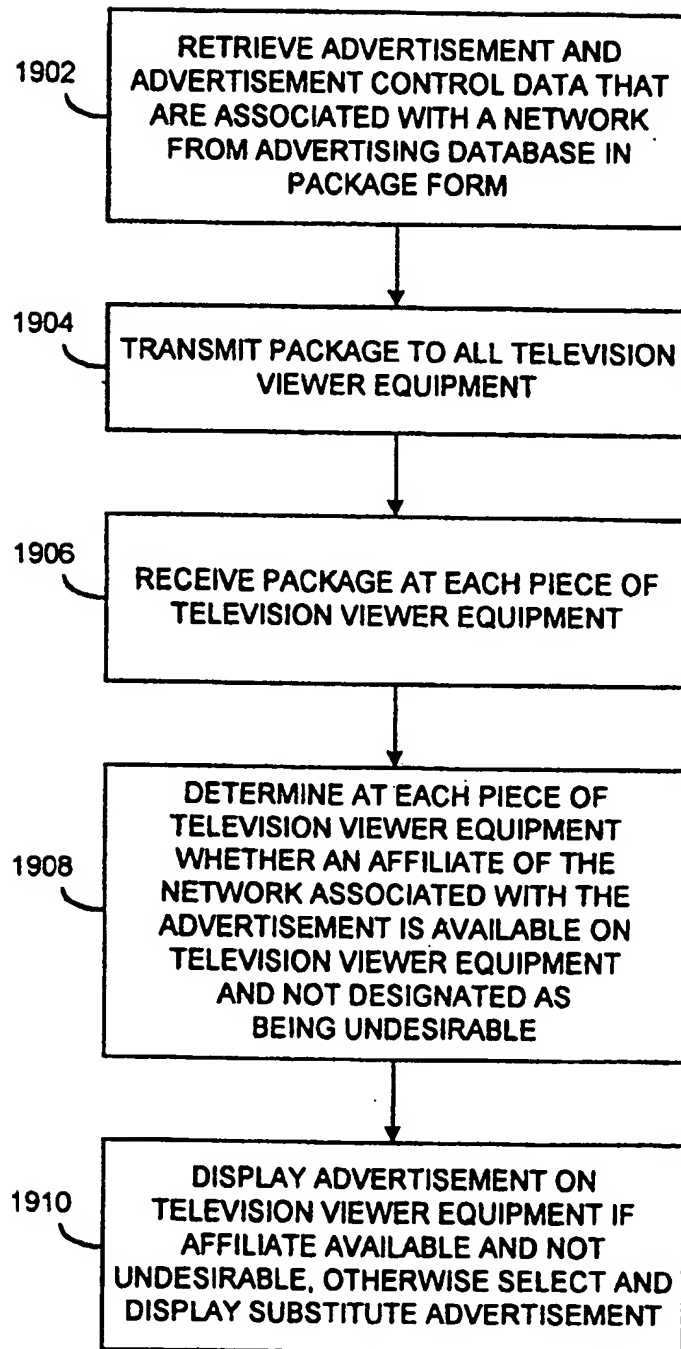 1902
RETRIEVE ADVERTISEMENT AND
ADVERTISEMENT CONTROL DATA THAT
ARE ASSOCIATED WITH A NETWORK
FROM ADVERTISING DATABASE IN
PACKAGE FORM
1904
TRANSMIT PACKAGE TO ALL TELEVISION
VIEWER EQUIPMENT
1906
RECEIVE PACKAGE AT EACH PIECE OF
TELEVISION VIEWER EQUIPMENT
1908
DETERMINE AT EACH PIECE OF
TELEVISION VIEWER EQUIPMENT
WHETHER AN AFFILIATE OF THE
NETWORK ASSOCIATED WITH THE
ADVERTISEMENT IS AVAILABLE ON
TELEVISION VIEWER EQUIPMENT
AND NOT DESIGNATED AS
BEING UNDESIRABLE
1910
DISPLAY ADVERTISEMENT ON
TELEVISION VIEWER EQUIPMENT IF
AFFILIATE AVAILABLE AND NOT
UNDESIRABLE, OTHERWISE SELECT AND
DISPLAY SUBSTITUTE ADVERTISEMENT